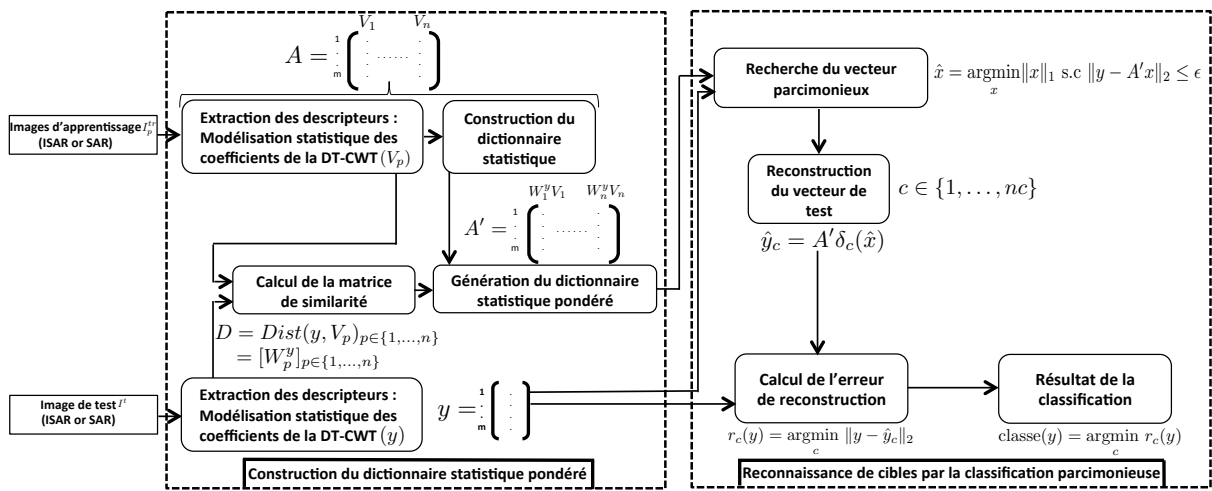 V_1 V_n
A = 1 : m ( ...... )
Images d'apprentissage I_p^{tr}
(ISAR or SAR)
Extraction des descripteurs :
Modélisation statistique des
coefficients de la DT-CWT (V_p)
Construction du
dictionnaire
statistique
W_1^y V_1 W_n^y V_n
A' = 1 : m ( ...... )
Calcul de la matrice
de similarité
Génération du dictionnaire
statistique pondéré
D = Dist(y, V_p)_{p∈{1,...,n}}
= [W_p^y]_{p∈{1,...,n}}
Image de test I^t
(ISAR or SAR)
Extraction des descripteurs :
Modélisation statistique des
coefficients de la DT-CWT (y)
y = 1 : m ( )
Construction du dictionnaire statistique pondéré
Recherche du vecteur
parcimonieux
x̂ = argmin ‖x‖_1 s.c ‖y − A'x‖_2 ≤ ϵ
x
Reconstruction
du vecteur de
test
c ∈ {1, . . . , nc}
ŷ_c = A'δ_c(x̂)
Calcul de l'erreur
de reconstruction
r_c(y) = argmin ‖y − ŷ_c‖_2
c
Résultat de la
classification
classe(y) = argmin r_c(y)
c
Reconnaissance de cibles par la classification parcimonieuse